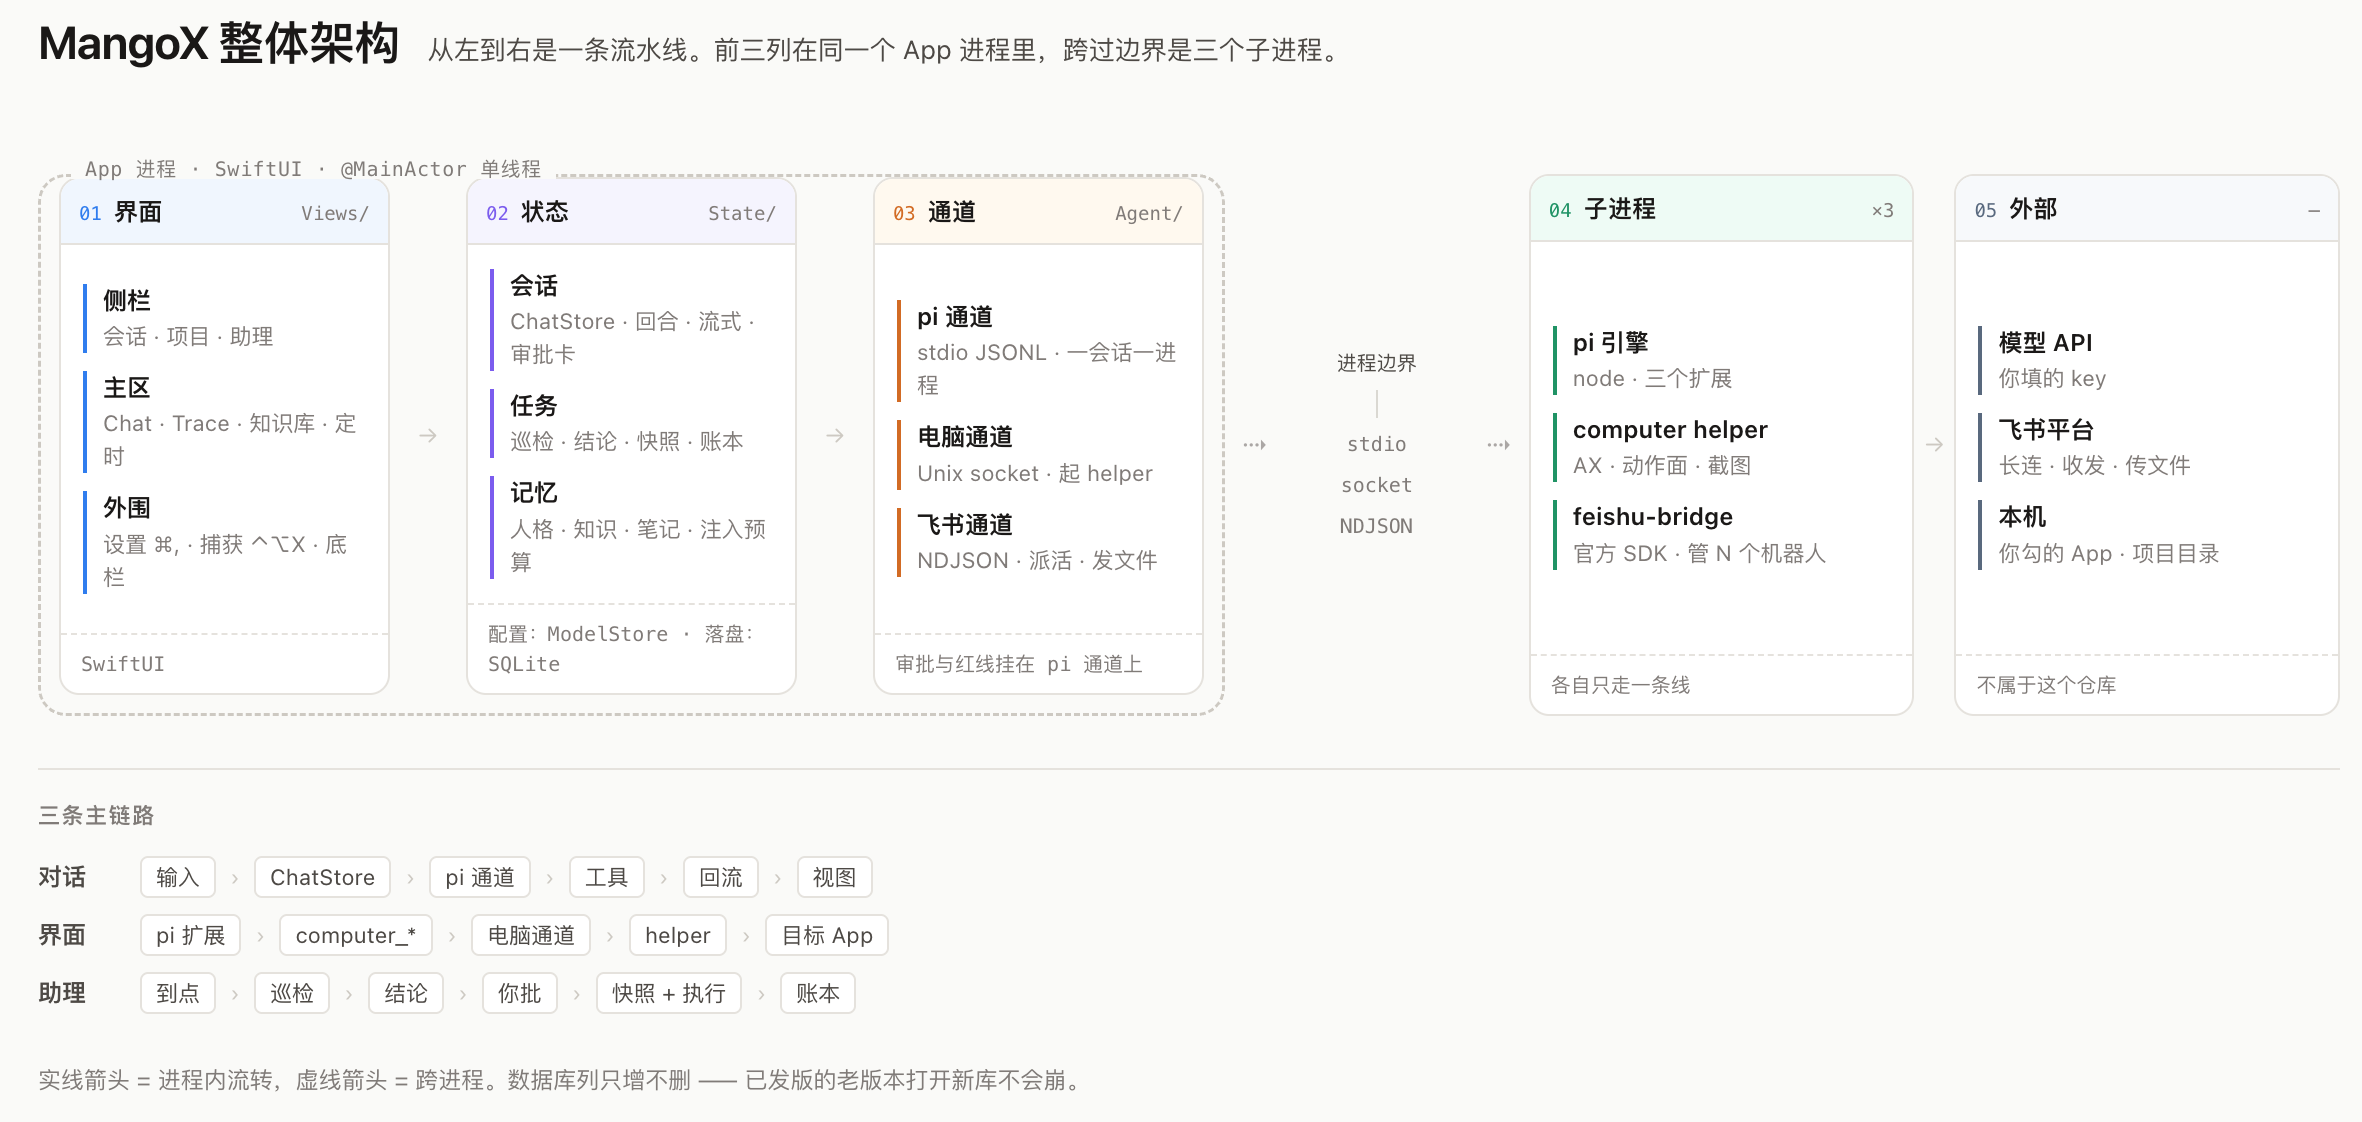 MangoX 整体架构
从左到右是一条流水线。前三列在同一个 App 进程里，跨过边界是三个子进程。
App 进程 · SwiftUI · @MainActor 单线程
01 界面 Views/
侧栏
会话 · 项目 · 助理
主区
Chat · Trace · 知识库 · 定
时
外围
设置 ⌘, · 捕获 ^⌥X · 底
栏
SwiftUI
02 状态 State/
会话
ChatStore · 回合 · 流式 ·
审批卡
任务
巡检 · 结论 · 快照 · 账本
记忆
人格 · 知识 · 笔记 · 注入预
算
配置：ModelStore · 落盘：
SQLite
03 通道 Agent/
pi 通道
stdio JSONL · 一会话一进
程
电脑通道
Unix socket · 起 helper
飞书通道
NDJSON · 派活 · 发文件
审批与红线挂在 pi 通道上
进程边界
stdio
socket
NDJSON
04 子进程 ×3
pi 引擎
node · 三个扩展
computer helper
AX · 动作面 · 截图
feishu-bridge
官方 SDK · 管 N 个机器人
各自只走一条线
05 外部 —
模型 API
你填的 key
飞书平台
长连 · 收发 · 传文件
本机
你勾的 App · 项目目录
不属于这个仓库
三条主链路
对话 输入 › ChatStore › pi 通道 › 工具 › 回流 › 视图
界面 pi 扩展 › computer_* › 电脑通道 › helper › 目标 App
助理 到点 › 巡检 › 结论 › 你批 › 快照 + 执行 › 账本
实线箭头 = 进程内流转，虚线箭头 = 跨进程。数据库列只增不删 —— 已发版的老版本打开新库不会崩。